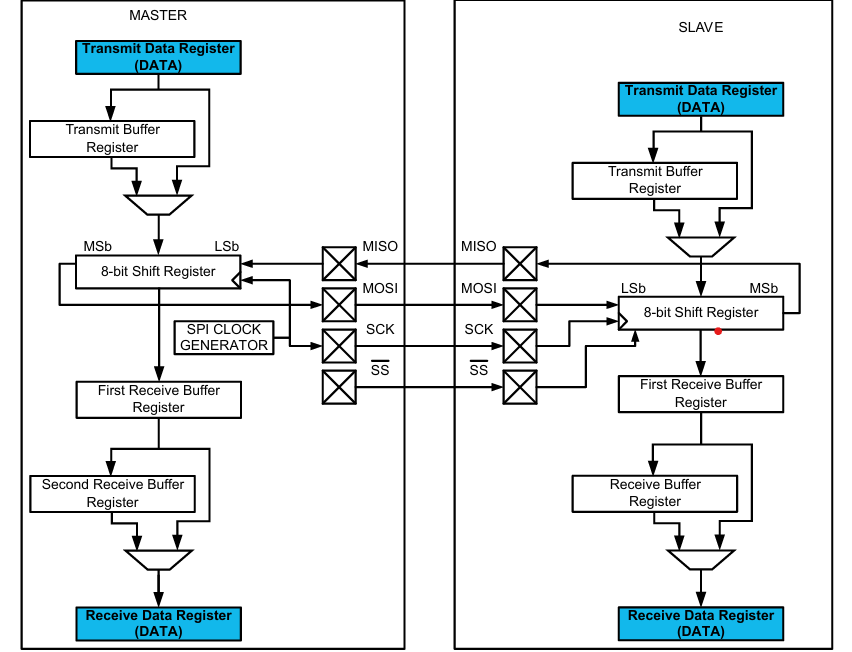 MASTER
Transmit Data Register
(DATA)
Transmit Buffer
Register
MSb
LSb
8-bit Shift Register
SPI CLOCK
GENERATOR
First Receive Buffer
Register
Second Receive Buffer
Register
Receive Data Register
(DATA)
MISO
MOSI
SCK
SS
SLAVE
Transmit Data Register
(DATA)
Transmit Buffer
Register
MISO
MOSI
SCK
SS
LSb
MSb
8-bit Shift Register
First Receive Buffer
Register
Receive Buffer
Register
Receive Data Register
(DATA)